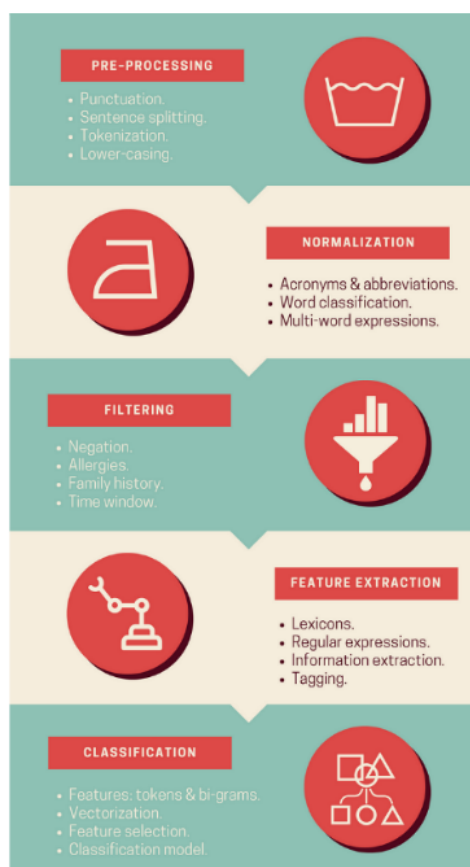 PRE-PROCESSING
• Punctuation.
• Sentence splitting.
• Tokenization.
• Lower-casing.
NORMALIZATION
• Acronyms & abbreviations.
• Word classification.
• Multi-word expressions.
FILTERING
• Negation.
• Allergies.
• Family history.
• Time window.
FEATURE EXTRACTION
• Lexicons.
• Regular expressions.
• Information extraction.
• Tagging.
CLASSIFICATION
• Features: tokens & bi-grams.
• Vectorization.
• Feature selection.
• Classification model.